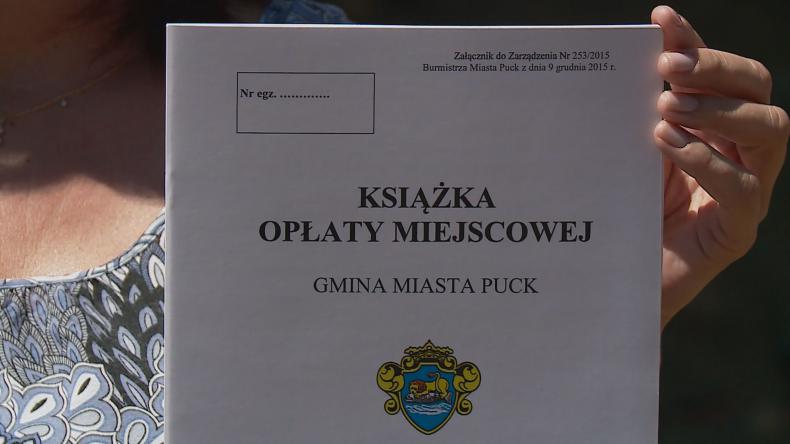 Załącznik do Zarządzenia Nr 253/2015
Burmistrza Miasta Puck z dnia 9 grudnia 2015 r.
Nr egz. .............
KSIĄŻKA
OPŁATY MIEJSCOWEJ
GMINA MIASTA PUCK